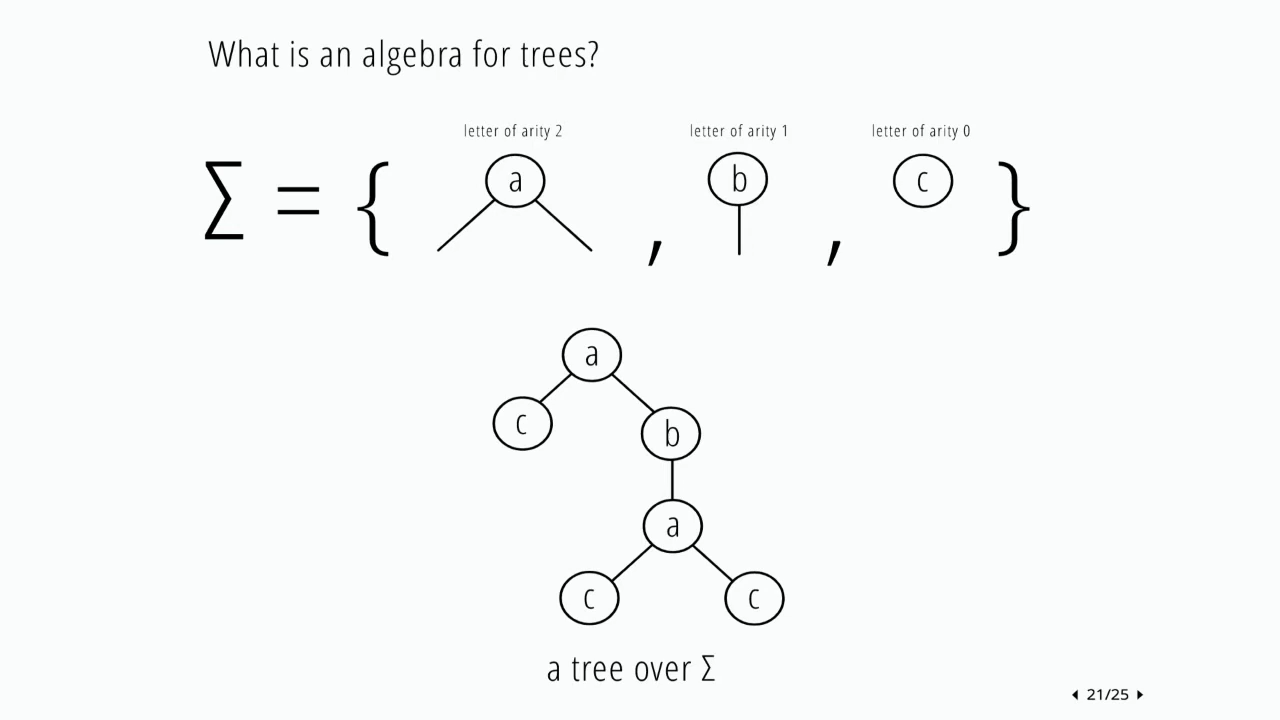 What is an algebra for trees?
letter of arity 2 letter of arity 1 letter of arity 0
Σ = { a , b , c }
a
c
b
a
c c
a tree over Σ
21/25